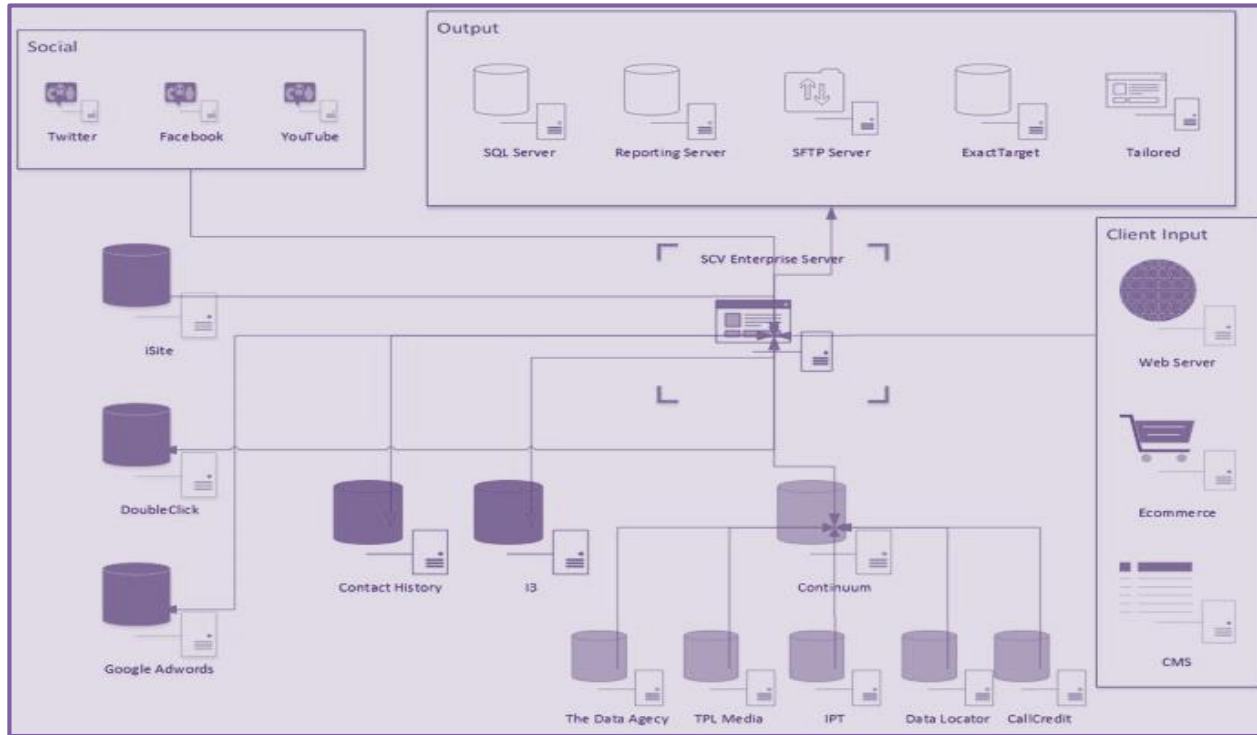 Social
Twitter
Facebook
YouTube
Output
SQL Server
Reporting Server
SFTP Server
ExactTarget
Tailored
SCV Enterprise Server
Client Input
Web Server
Ecommerce
CMS
iSite
DoubleClick
Google Adwords
Contact History
I3
Continuum
The Data Agecy
TPL Media
IPT
Data Locator
CallCredit